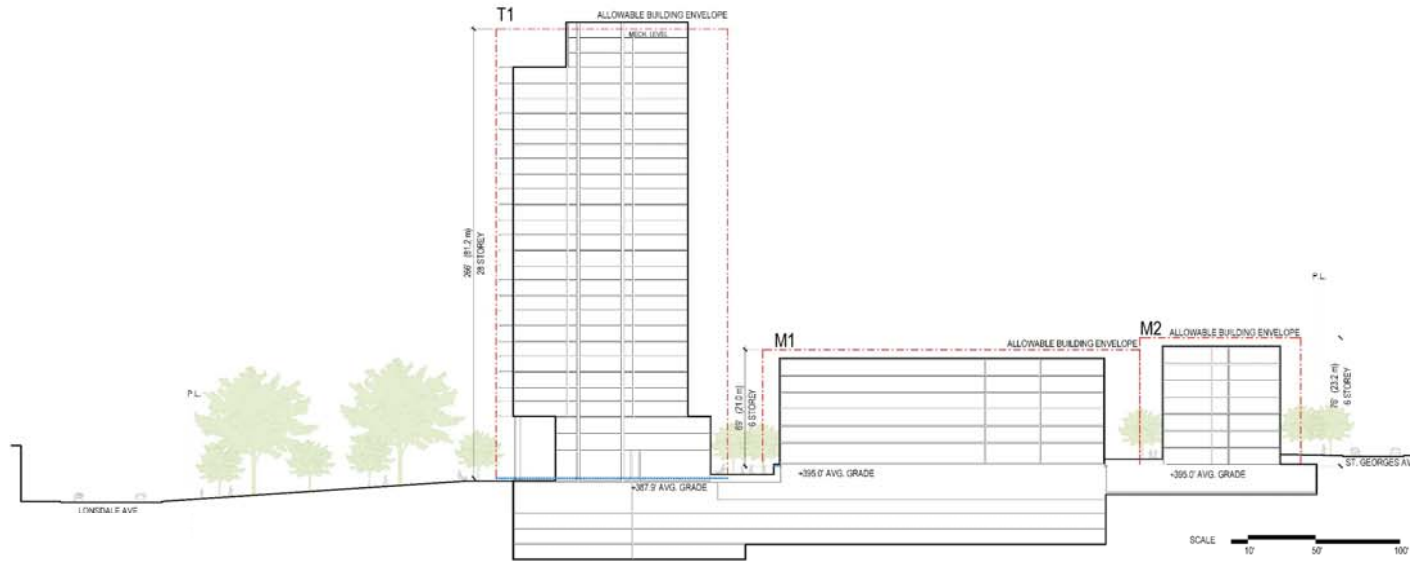 T1
ALLOWABLE BUILDING ENVELOPE
MECH. LEVEL
266' (81.2 m)
28 STOREY
P.L.
M1
ALLOWABLE BUILDING ENVELOPE
69' (21.0 m)
6 STOREY
M2
ALLOWABLE BUILDING ENVELOPE
76' (23.2 m)
6 STOREY
P.L.
+387.9' AVG. GRADE
+395.0' AVG. GRADE
+395.0' AVG. GRADE
LONSDALE AVE
ST. GEORGES AV
SCALE
10' 50' 100'